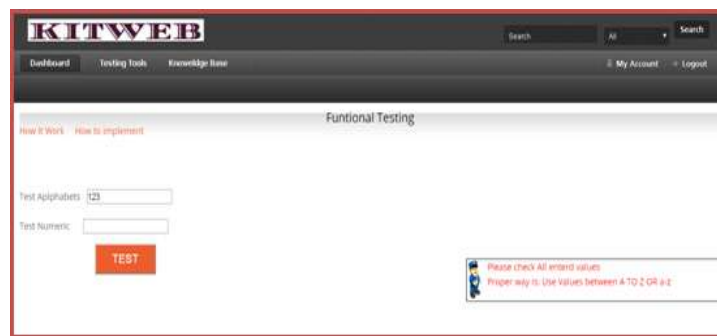 KITWEB
Search All Search
Dashboard Testing Tools Knoweldge Base My Account Logout
Funtional Testing
How It Work How to implement
Test Aplphabets 123
Test Numeric
TEST
Please check All enterd values
Proper way is: Use Values between A TO Z OR a-z